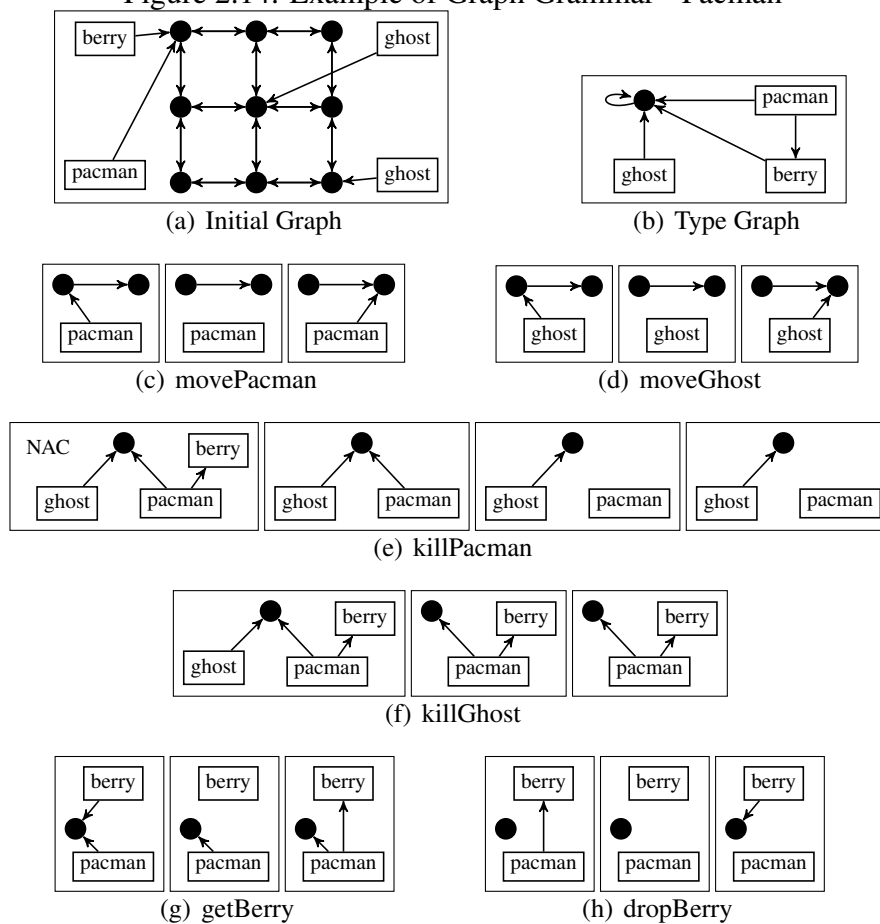 Figure 2.14: Example of Graph Grammar - Pacman
berry
ghost
pacman
ghost
(a) Initial Graph
pacman
ghost
berry
(b) Type Graph
pacman
pacman
pacman
(c) movePacman
ghost
ghost
ghost
(d) moveGhost
NAC
berry
ghost
pacman
ghost
pacman
ghost
pacman
ghost
pacman
(e) killPacman
berry
ghost
pacman
berry
pacman
berry
pacman
(f) killGhost
berry
pacman
berry
pacman
berry
pacman
(g) getBerry
berry
pacman
berry
pacman
berry
pacman
(h) dropBerry